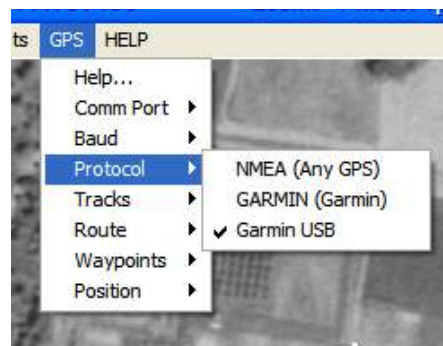 ts GPS HELP
Help...
Comm Port
Baud
Protocol
Tracks
Route
Waypoints
Position
NMEA (Any GPS)
GARMIN (Garmin)
Garmin USB